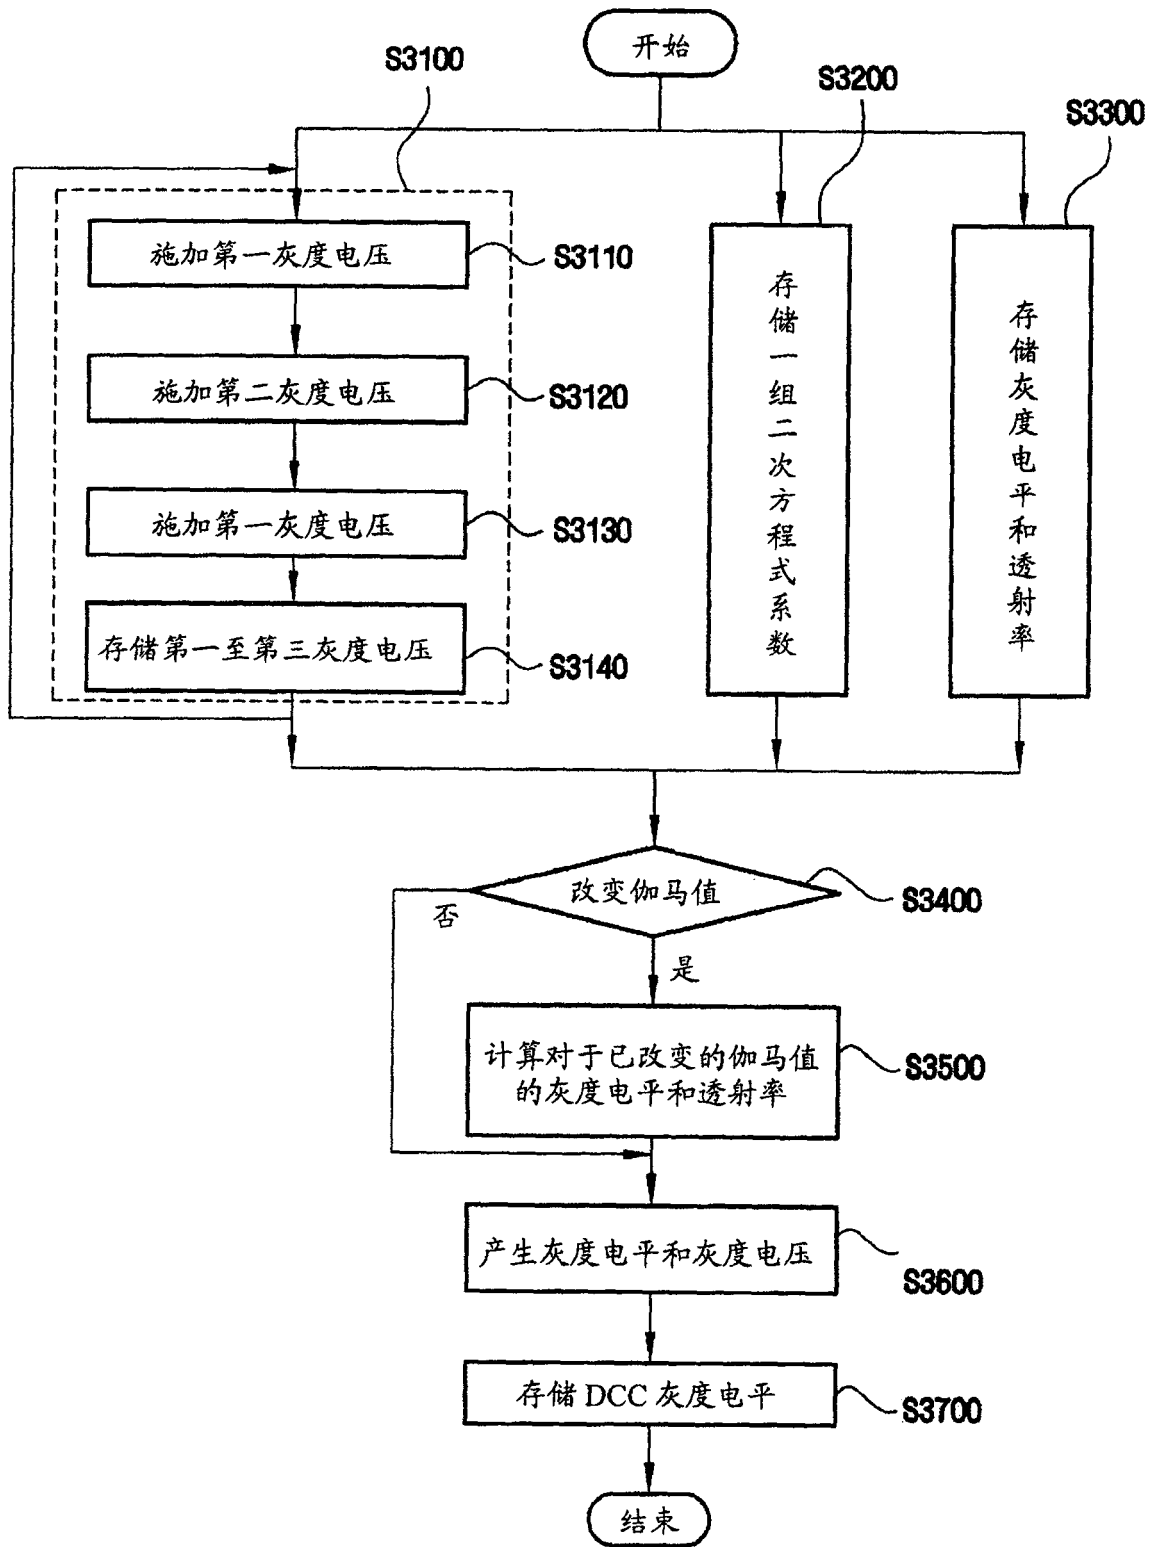 开始
S3100
S3200
S3300
施加第一灰度电压
S3110
施加第二灰度电压
S3120
施加第一灰度电压
S3130
存储第一至第三灰度电压
S3140
存储一组二次方程式系数
存储灰度电平和透射率
改变伽马值
S3400
否
是
计算对于已改变的伽马值
的灰度电平和透射率
S3500
产生灰度电平和灰度电压
S3600
存储DCC灰度电平
S3700
结束